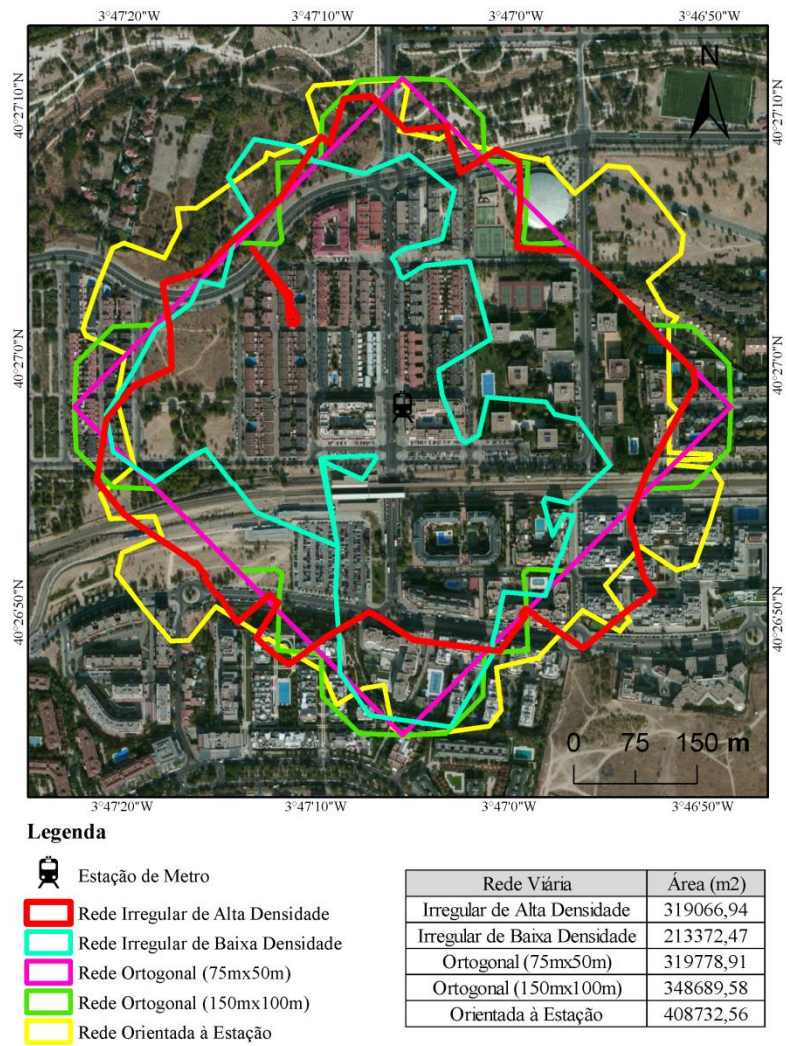 3°47'20"W 3°47'10"W 3°47'0"W 3°46'50"W
N
40°27'10"N 40°27'10"N
40°27'0"N 40°27'0"N
40°26'50"N 40°26'50"N
0 75 150 m
3°47'20"W 3°47'10"W 3°47'0"W 3°46'50"W
Legenda
Estação de Metro
Rede Irregular de Alta Densidade
Rede Irregular de Baixa Densidade
Rede Ortogonal (75mx50m)
Rede Ortogonal (150mx100m)
Rede Orientada à Estação
Rede Viária Área (m2)
Irregular de Alta Densidade 319066,94
Irregular de Baixa Densidade 213372,47
Ortogonal (75mx50m) 319778,91
Ortogonal (150mx100m) 348689,58
Orientada à Estação 408732,56